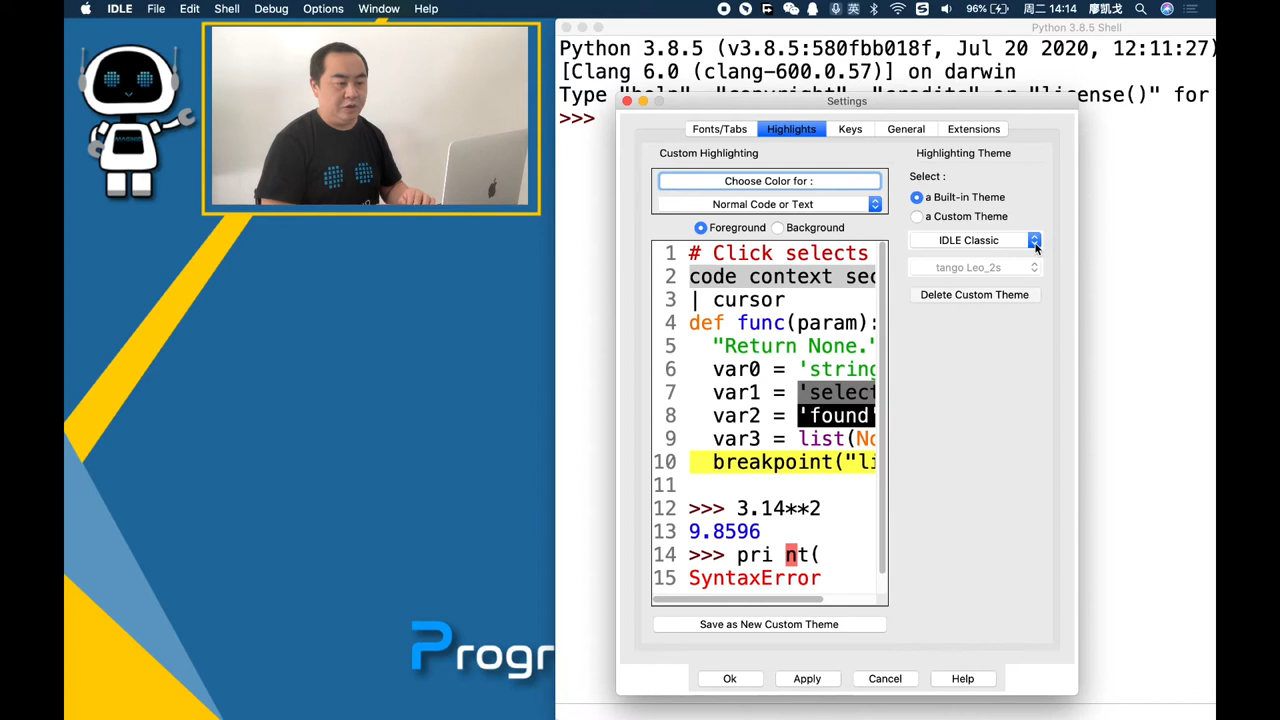 IDLE File Edit Shell Debug Options Window Help
英 96% 周二 14:14 廖凯戈
Python 3.8.5 Shell
Python 3.8.5 (v3.8.5:580fbb018f, Jul 20 2020, 12:11:27)
[Clang 6.0 (clang-600.0.57)] on darwin
Type "help", "copyright", "credits" or "license()" for
>>>
Settings
Fonts/Tabs Highlights Keys General Extensions
Custom Highlighting
Choose Color for :
Normal Code or Text
Foreground Background
1 # Click selects
2 code context sec
3 | cursor
4 def func(param):
5 "Return None."
6 var0 = 'string
7 var1 = 'select
8 var2 = 'found'
9 var3 = list(No
10 breakpoint("li
11
12 >>> 3.14**2
13 9.8596
14 >>> pri nt(
15 SyntaxError
Save as New Custom Theme
Highlighting Theme
Select :
a Built-in Theme
a Custom Theme
IDLE Classic
tango Leo_2s
Delete Custom Theme
Ok Apply Cancel Help
Progr